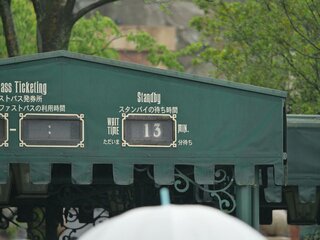 ass Ticketing
ストパス発券所
ファストパスの利用時間
:
Standby
スタンバイの待ち時間
WAIT TIME 13 MIN.
ただいま 分待ち